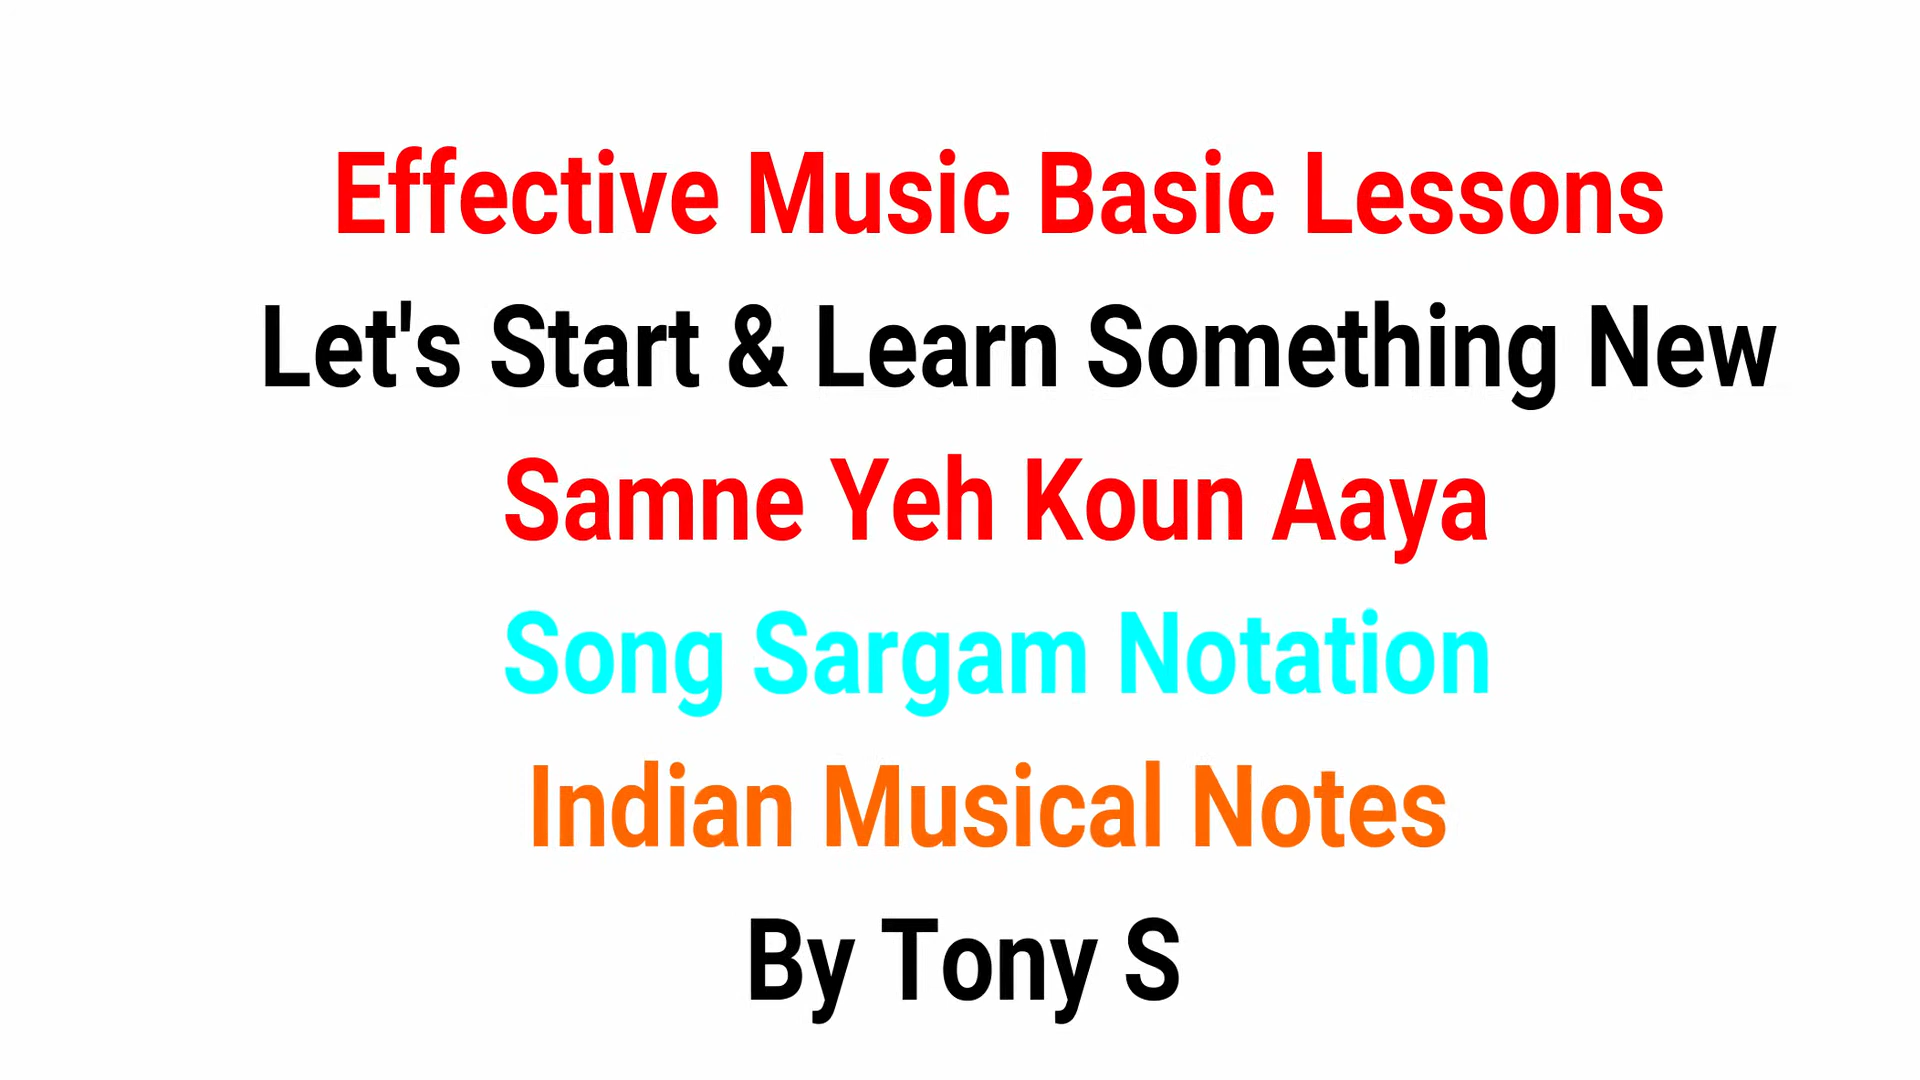 Effective Music Basic Lessons
Let's Start & Learn Something New
Samne Yeh Koun Aaya
Song Sargam Notation
Indian Musical Notes
By Tony S